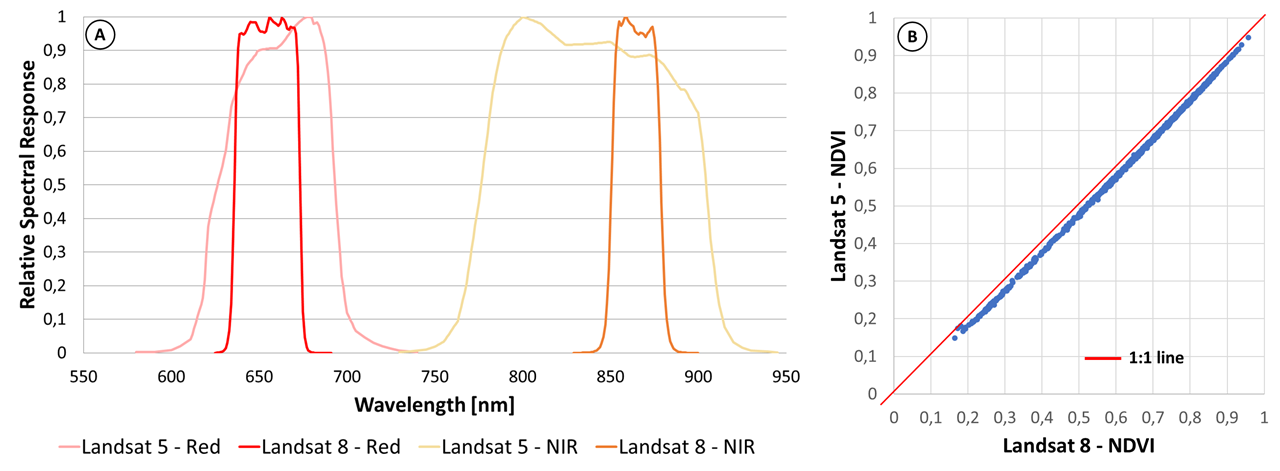 A
Relative Spectral Response
1
0,9
0,8
0,7
0,6
0,5
0,4
0,3
0,2
0,1
0
550 600 650 700 750 800 850 900 950
Wavelength [nm]
Landsat 5 - Red Landsat 8 - Red Landsat 5 - NIR Landsat 8 - NIR
B
Landsat 5 - NDVI
1
0,9
0,8
0,7
0,6
0,5
0,4
0,3
0,2
0,1
0
1:1 line
0 0,1 0,2 0,3 0,4 0,5 0,6 0,7 0,8 0,9 1
Landsat 8 - NDVI